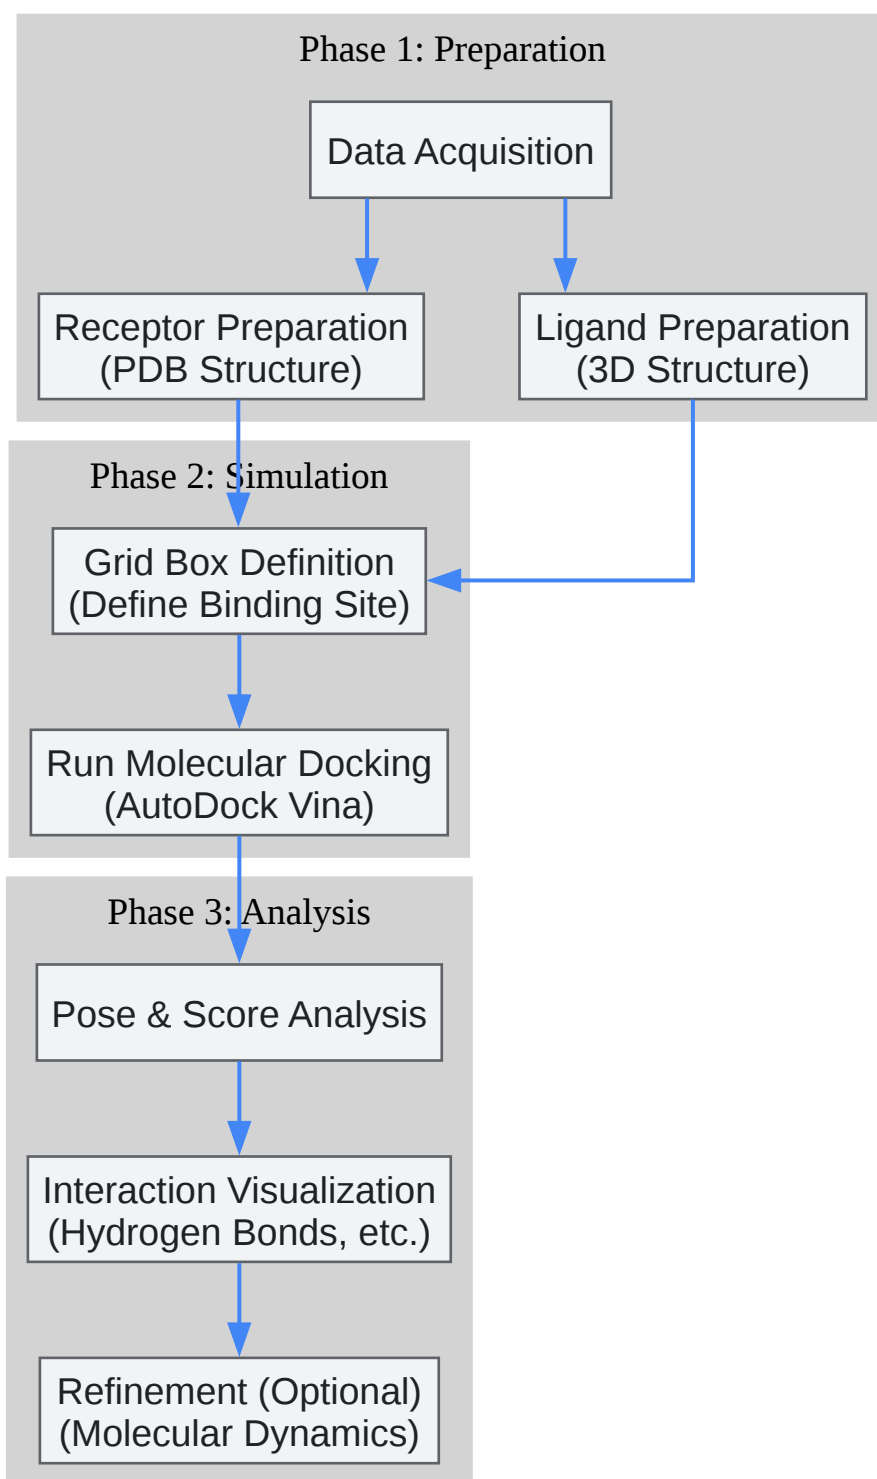 Phase 1: Preparation
Data Acquisition
Receptor Preparation
(PDB Structure)
Ligand Preparation
(3D Structure)
Phase 2: Simulation
Grid Box Definition
(Define Binding Site)
Run Molecular Docking
(AutoDock Vina)
Phase 3: Analysis
Pose & Score Analysis
Interaction Visualization
(Hydrogen Bonds, etc.)
Refinement (Optional)
(Molecular Dynamics)